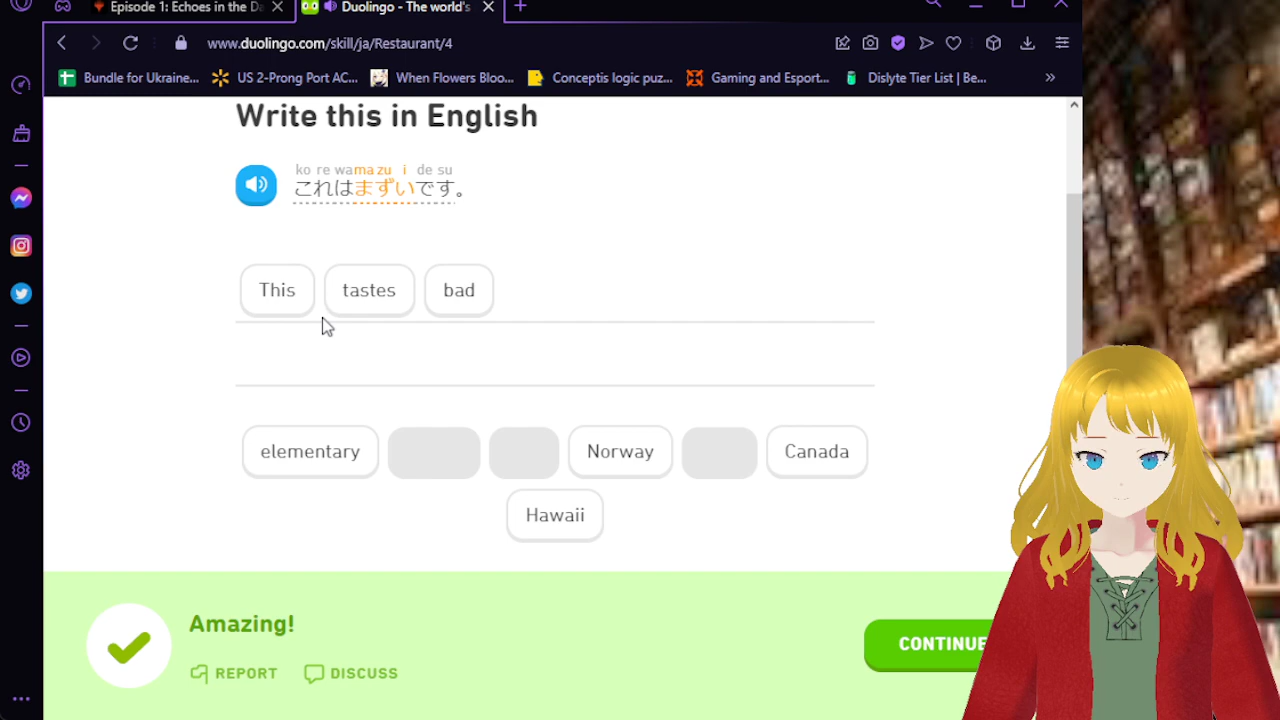 Episode 1: Echoes in the Da
Duolingo - The world's
www.duolingo.com/skill/ja/Restaurant/4
Bundle for Ukraine...
US 2-Prong Port AC...
When Flowers Bloo...
Conceptis logic puz...
Gaming and Esport...
Dislyte Tier List | Be...
Write this in English
ko re wa ma zu i de su
これはまずいです。
This tastes bad
elementary Norway Canada
Hawaii
Amazing!
REPORT DISCUSS
CONTINUE